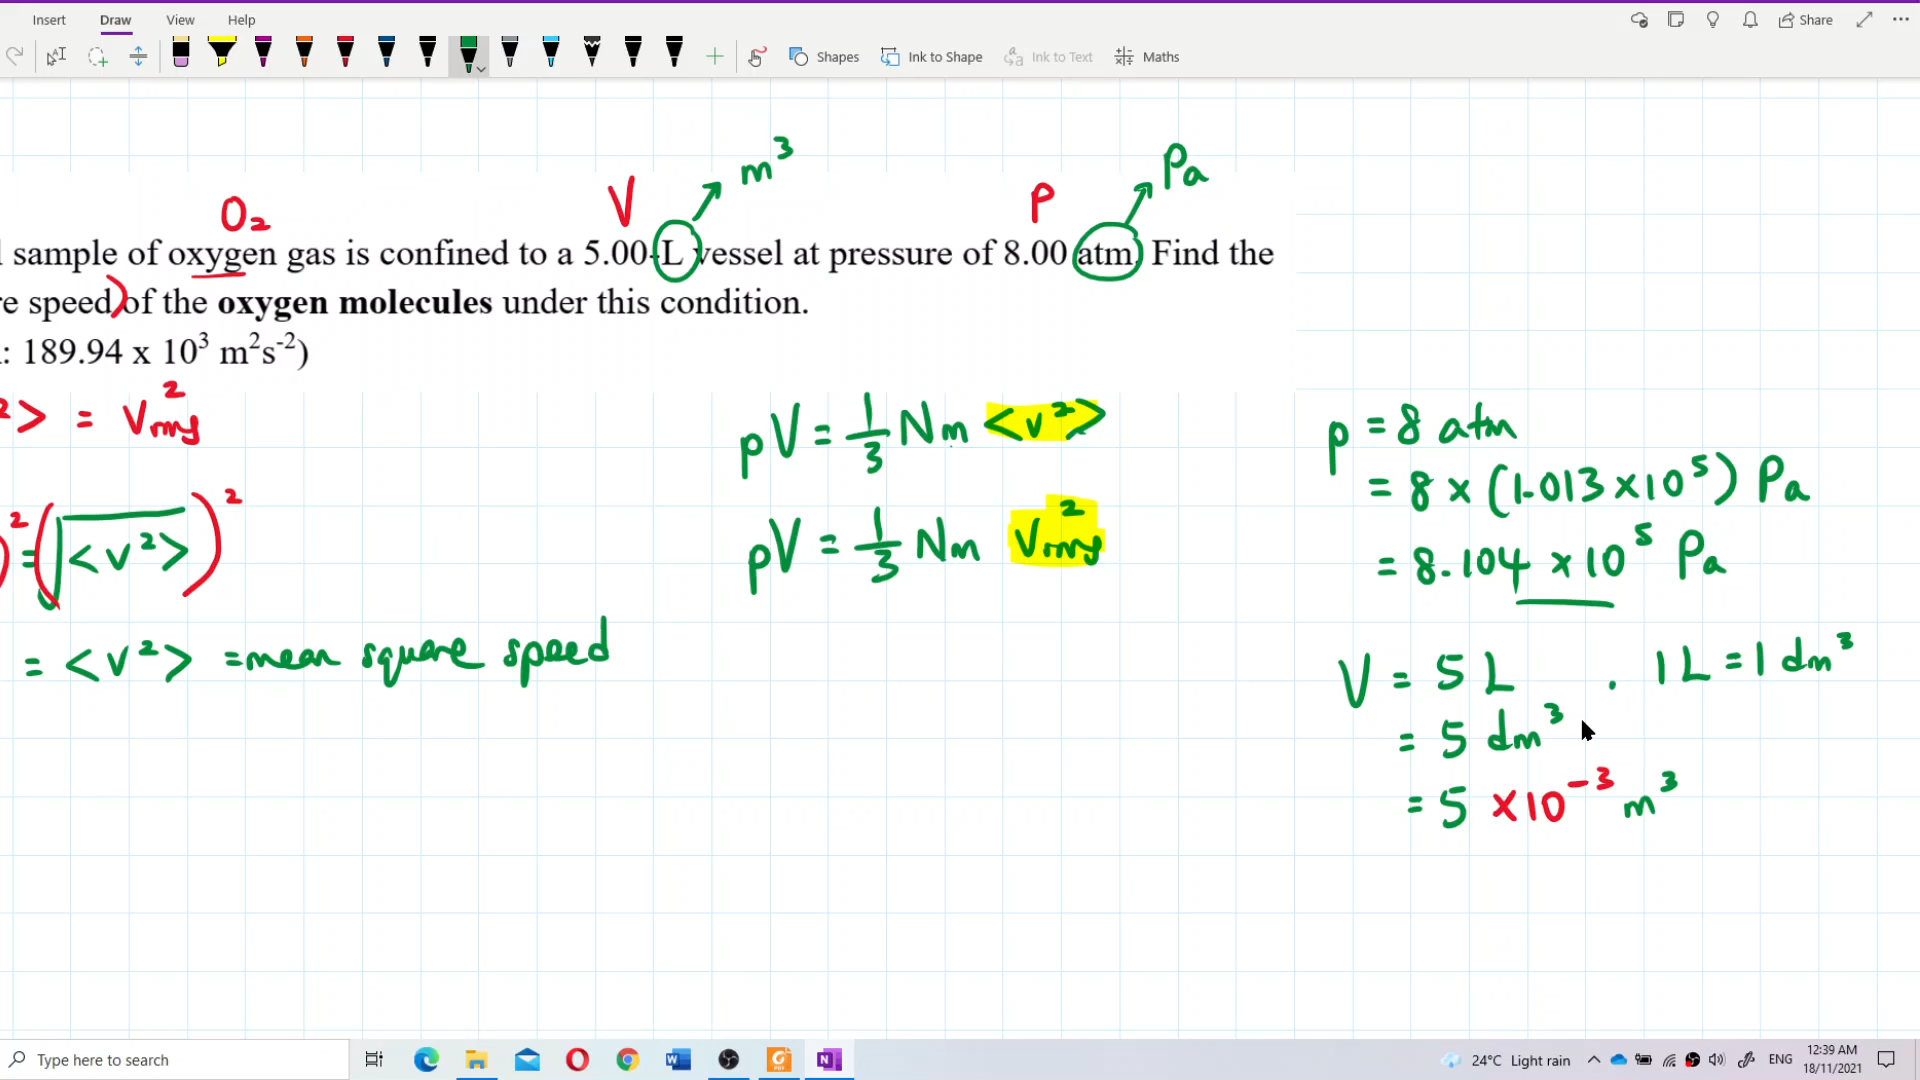 Insert Draw View Help Share
Shapes Ink to Shape Ink to Text Maths
m³ Pa
O₂ V P
l sample of oxygen gas is confined to a 5.00-L vessel at pressure of 8.00 atm. Find the
re speed) of the oxygen molecules under this condition.
: 189.94 x 10³ m²s⁻²)
²> = Vrms²
pV = 1/3 Nm <v²>
p = 8 atm
= 8 × (1.013×10⁵) Pa
)² = (√<v²>)²
pV = 1/3 Nm Vrms²
= 8.104 ×10⁵ Pa
= <v²> = mean square speed
V = 5 L . 1 L = 1 dm³
= 5 dm³
= 5 ×10⁻³ m³
Type here to search
24°C Light rain ENG 12:39 AM
18/11/2021